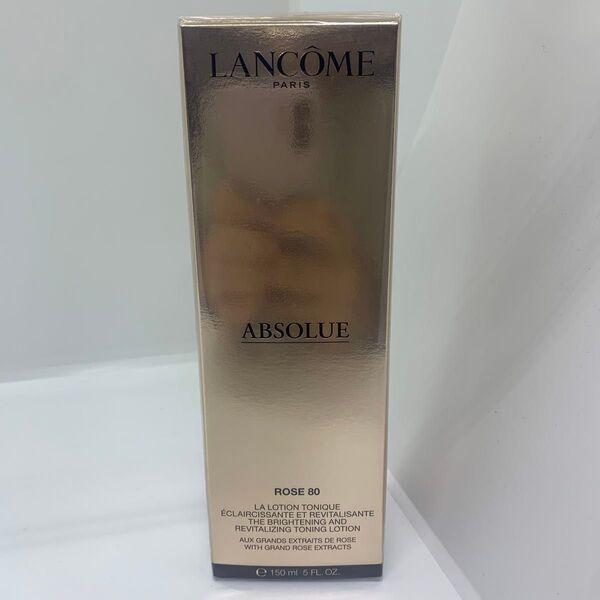 LANCÔME
PARIS
ABSOLUE
ROSE 80
LA LOTION TONIQUE
ÉCLAIRCISSANTE ET REVITALISANTE
THE BRIGHTENING AND
REVITALIZING TONING LOTION
AUX GRANDS EXTRAITS DE ROSE
WITH GRAND ROSE EXTRACTS
℮ 150 ml 5 FL. OZ.